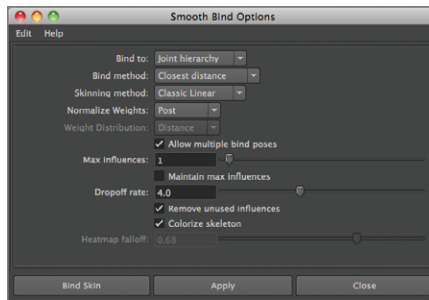 Smooth Bind Options
Edit Help
Bind to: Joint hierarchy
Bind method: Closest distance
Skinning method: Classic Linear
Normalize Weights: Post
Weight Distribution: Distance
Allow multiple bind poses
Max influences: 1
Maintain max influences
Dropoff rate: 4.0
Remove unused influences
Colorize skeleton
Heatmap falloff: 0.68
Bind Skin Apply Close